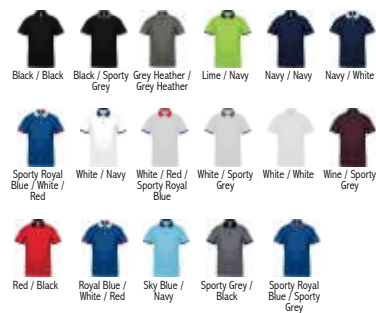 Black / Black
Black / Sporty
Grey
Grey Heather /
Grey Heather
Lime / Navy
Navy / Navy
Navy / White
Sporty Royal
Blue / White /
Red
White / Navy
White / Red /
Sporty Royal
Blue
White / Sporty
Grey
White / White
Wine / Sporty
Grey
Red / Black
Royal Blue /
White / Red
Sky Blue /
Navy
Sporty Grey /
Black
Sporty Royal
Blue / Sporty
Grey